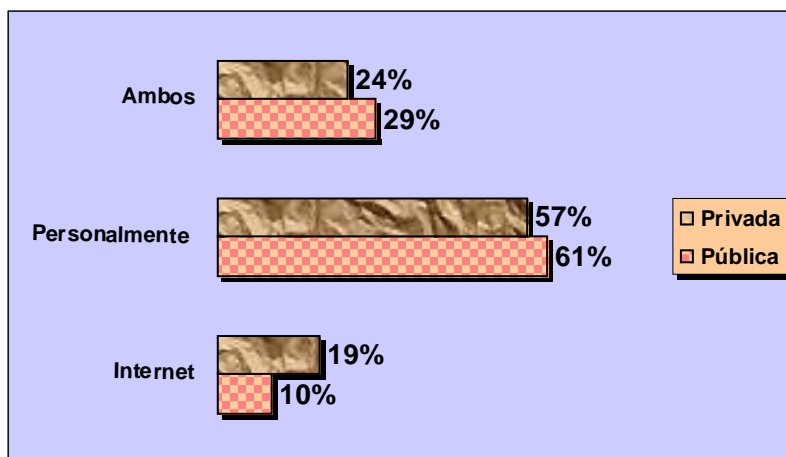 Ambos
24%
29%
Personalmente
57%
61%
Privada
Pública
Internet
19%
10%